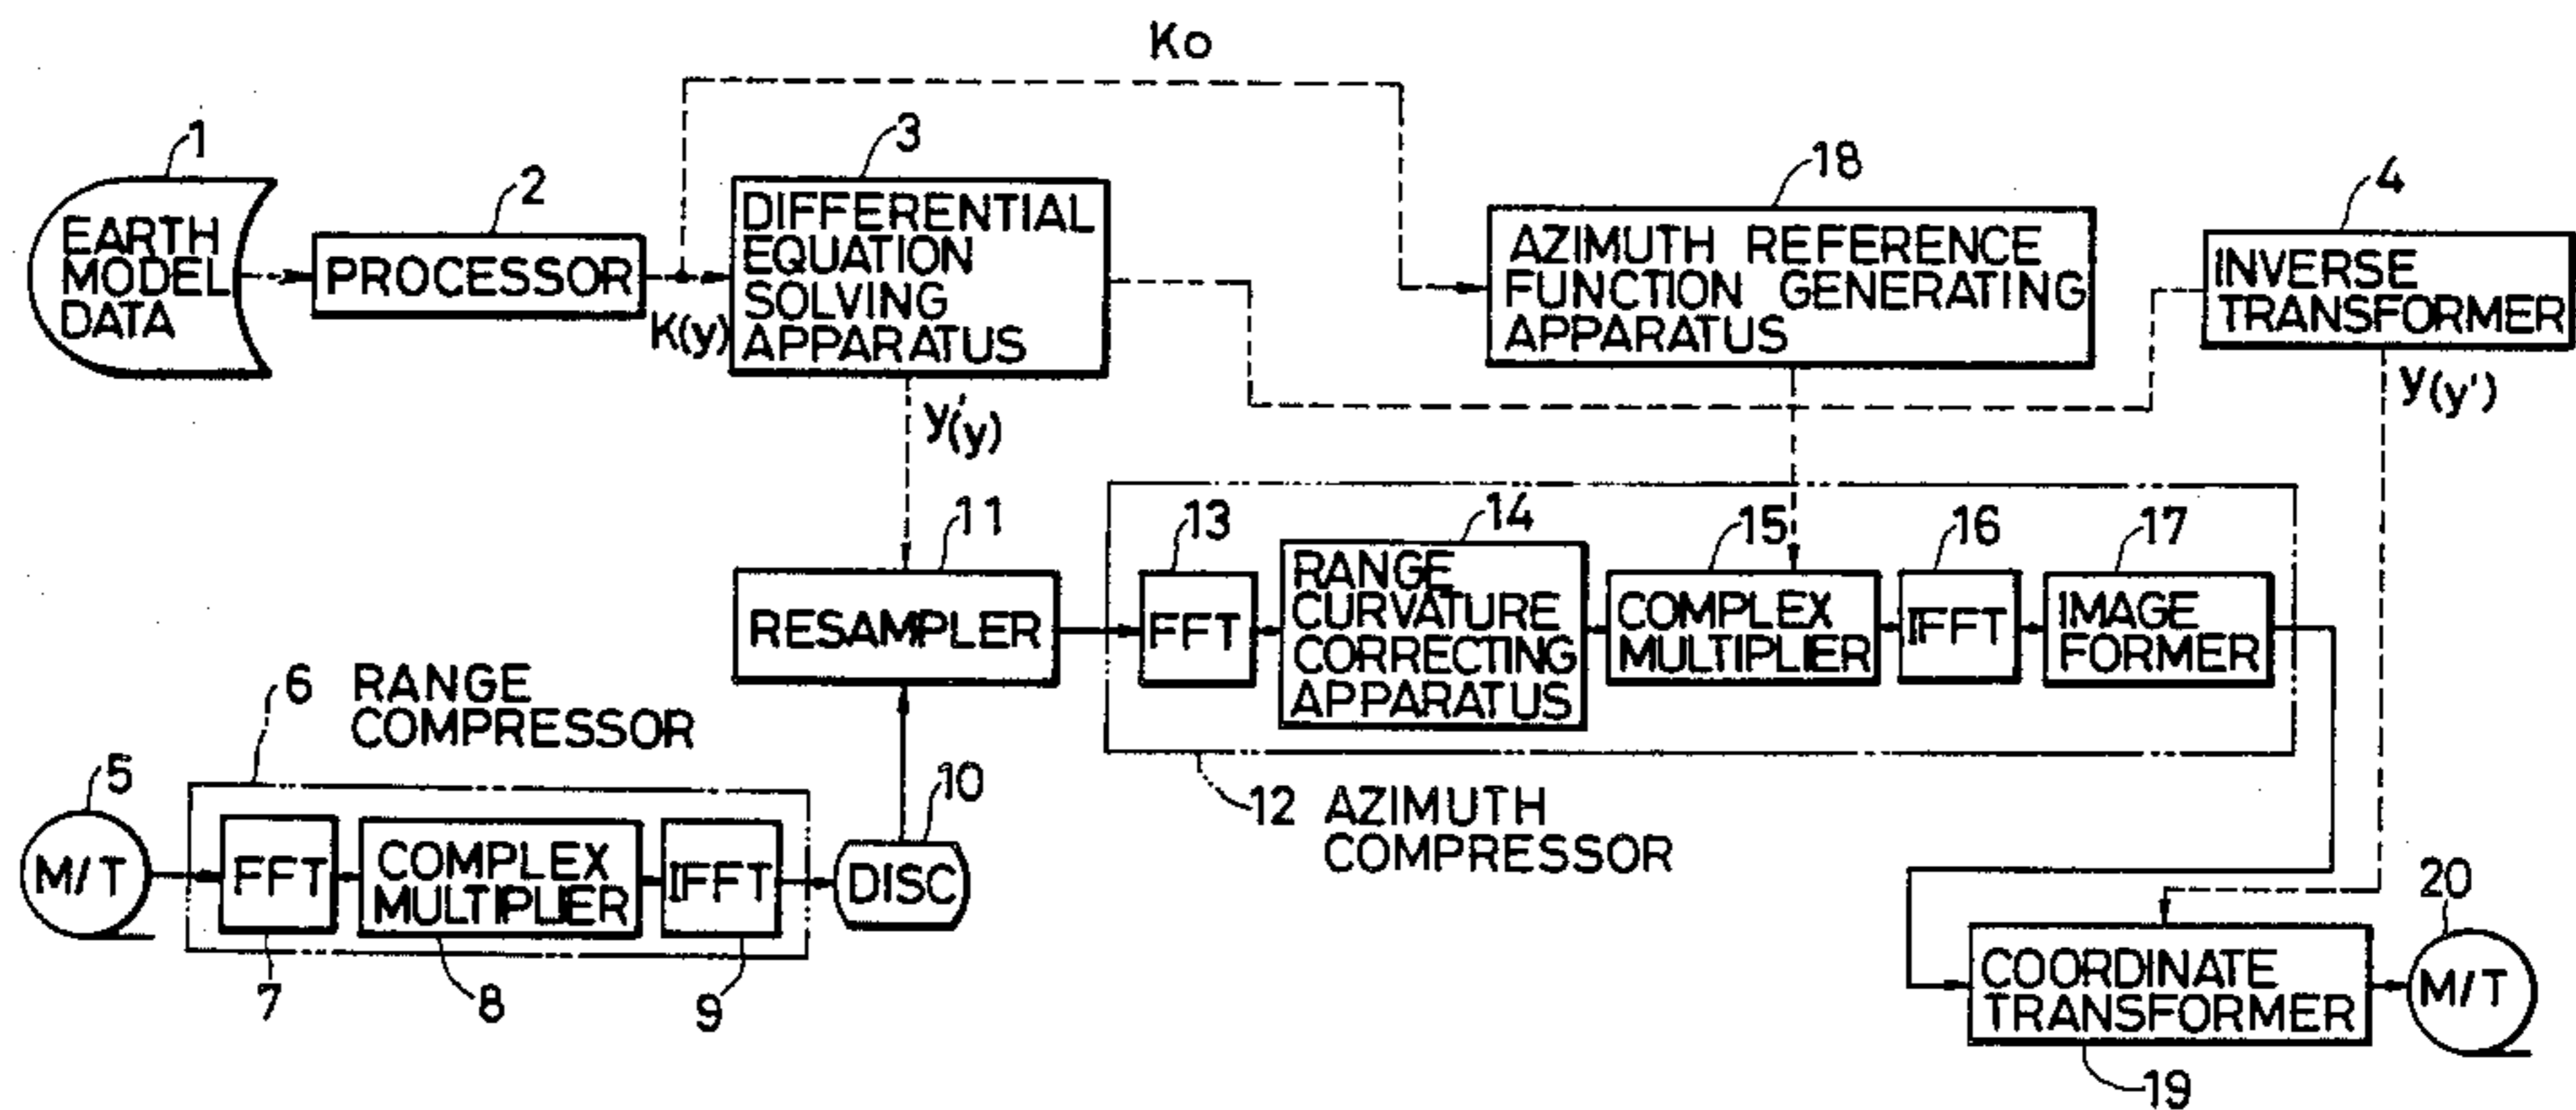 Ko
1
EARTH
MODEL
DATA
2
PROCESSOR
K(y)
3
DIFFERENTIAL
EQUATION
SOLVING
APPARATUS
y'(y)
18
AZIMUTH REFERENCE
FUNCTION GENERATING
APPARATUS
4
INVERSE
TRANSFORMER
y(y')
11
RESAMPLER
13
FFT
14
RANGE
CURVATURE
CORRECTING
APPARATUS
15
COMPLEX
MULTIPLIER
16
IFFT
17
IMAGE
FORMER
12 AZIMUTH
COMPRESSOR
6 RANGE
COMPRESSOR
5
M/T
FFT
7
COMPLEX
MULTIPLIER
8
IFFT
9
10
DISC
COORDINATE
TRANSFORMER
19
20
M/T